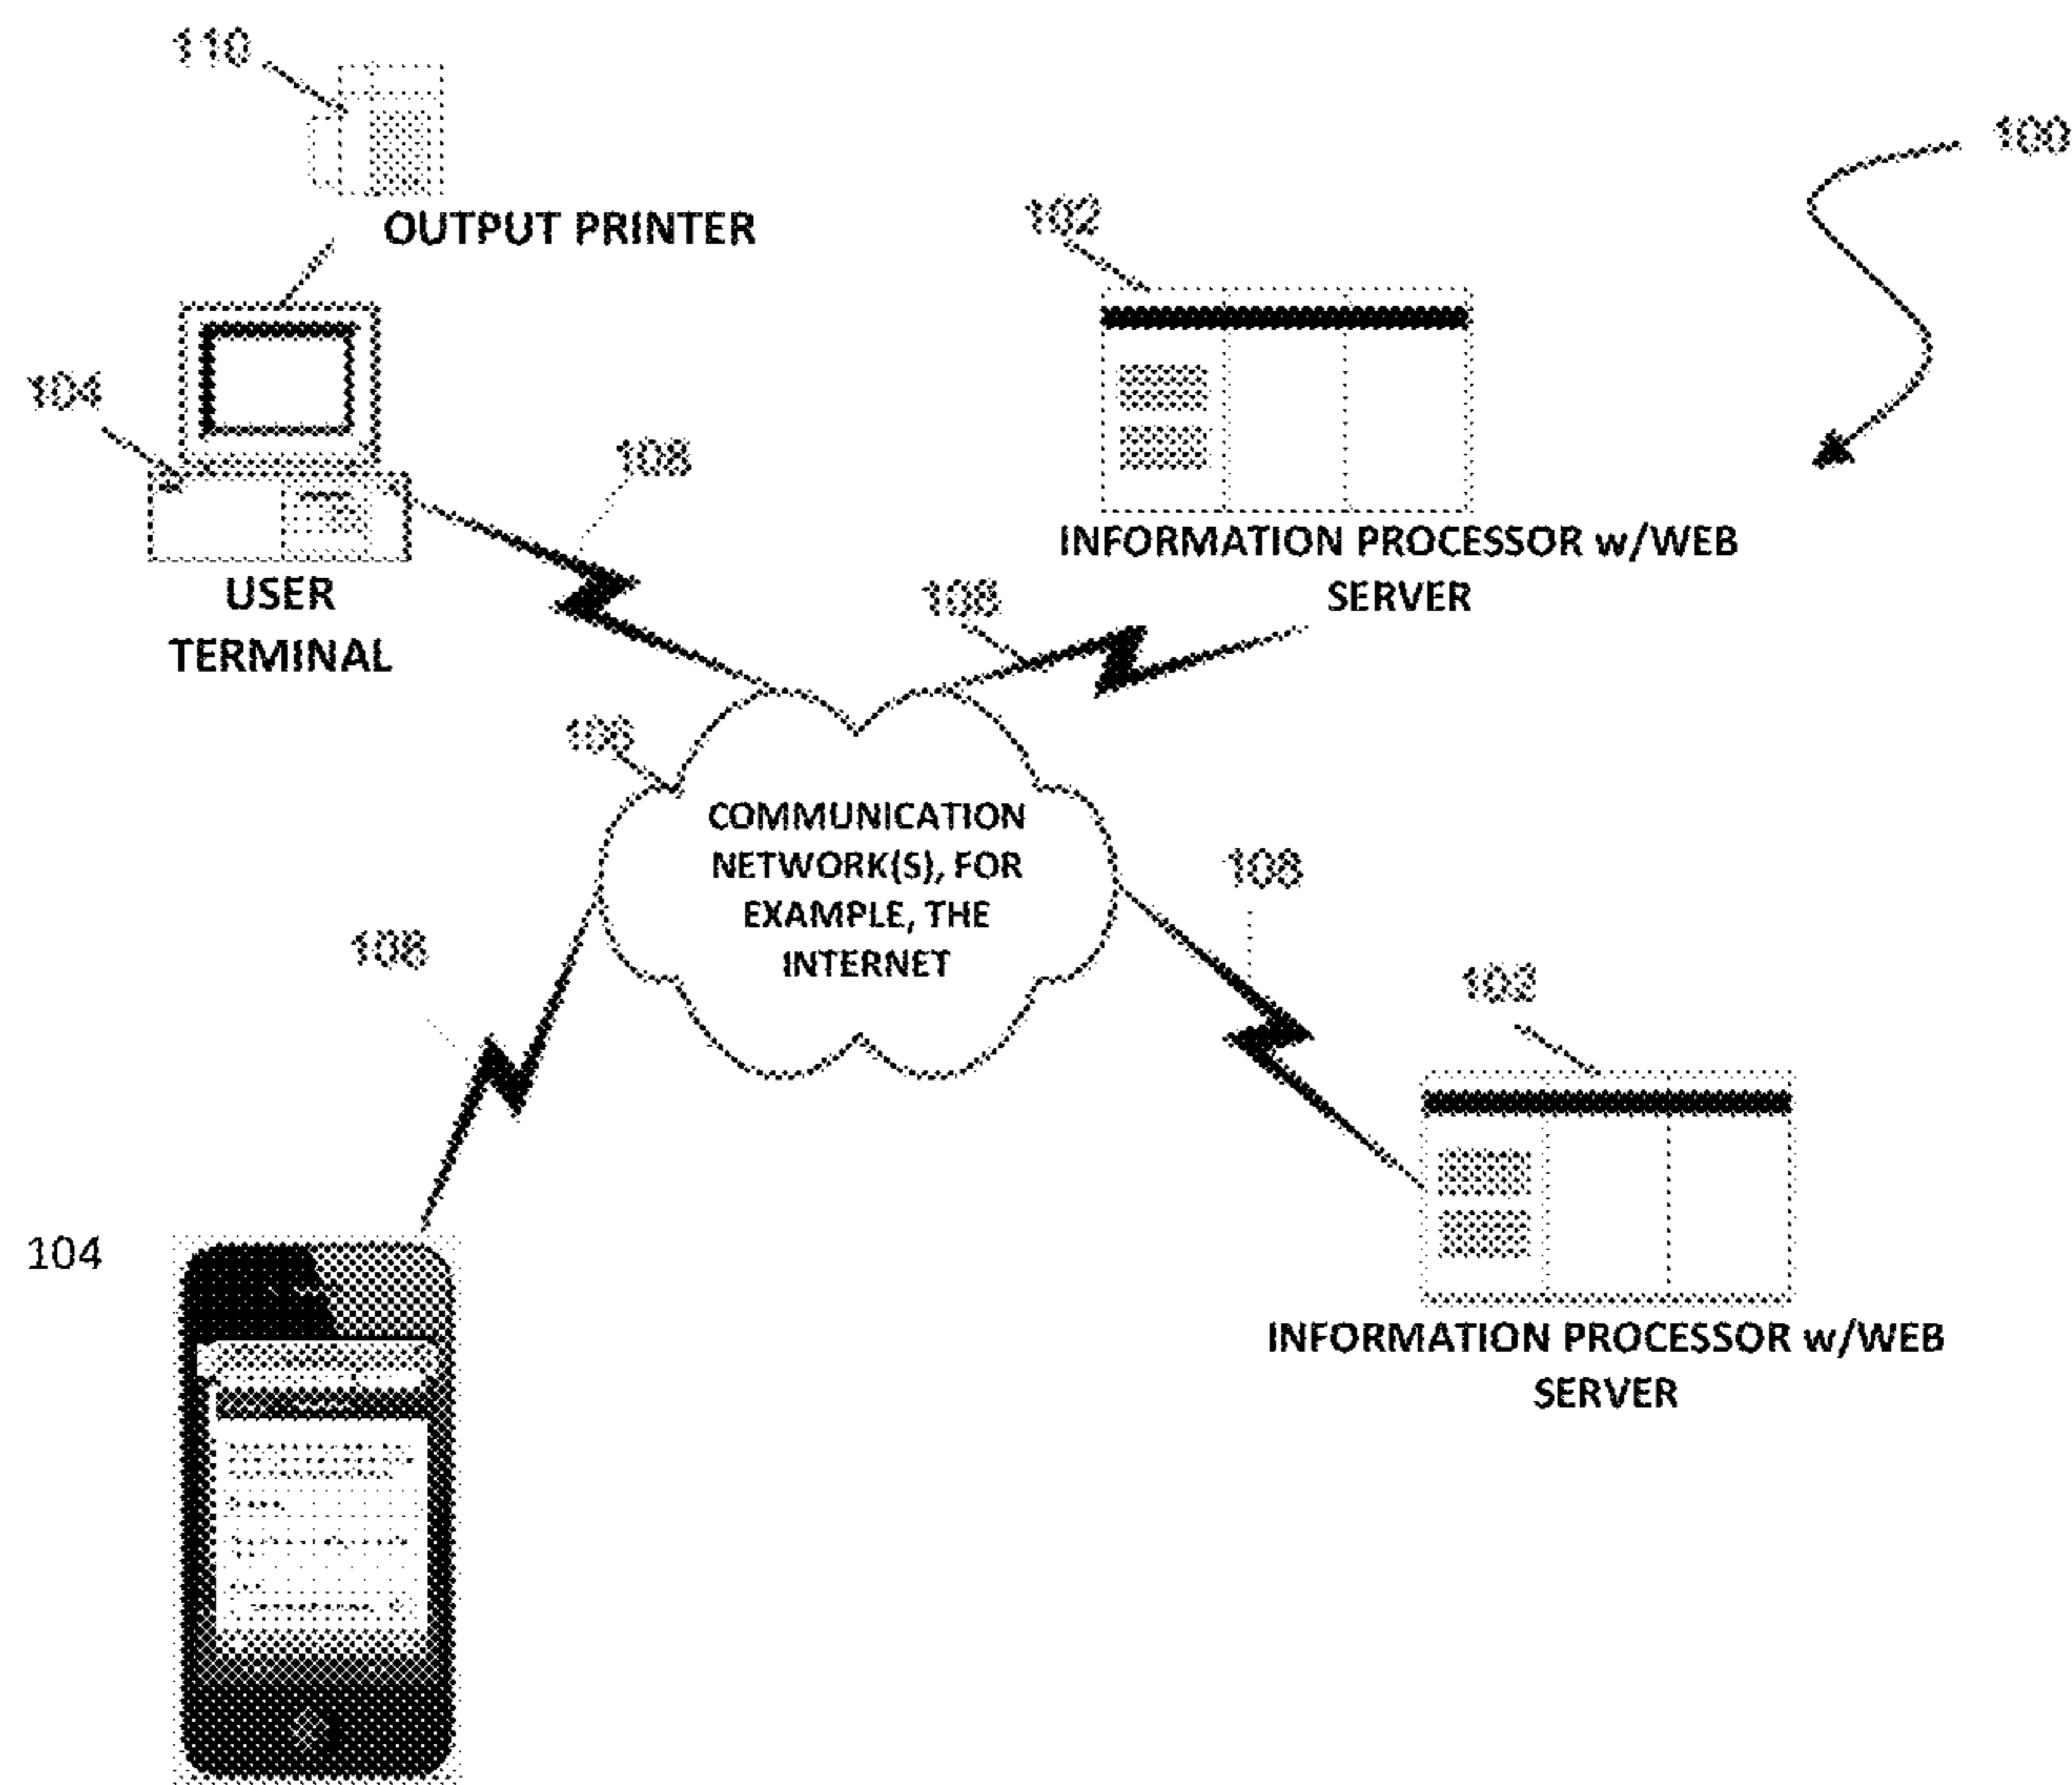 110
100
102
OUTPUT PRINTER
104
108
INFORMATION PROCESSOR w/WEB
SERVER
USER
TERMINAL
108
106
COMMUNICATION
NETWORK(S), FOR
EXAMPLE, THE
INTERNET
108
108
102
104
INFORMATION PROCESSOR w/WEB
SERVER